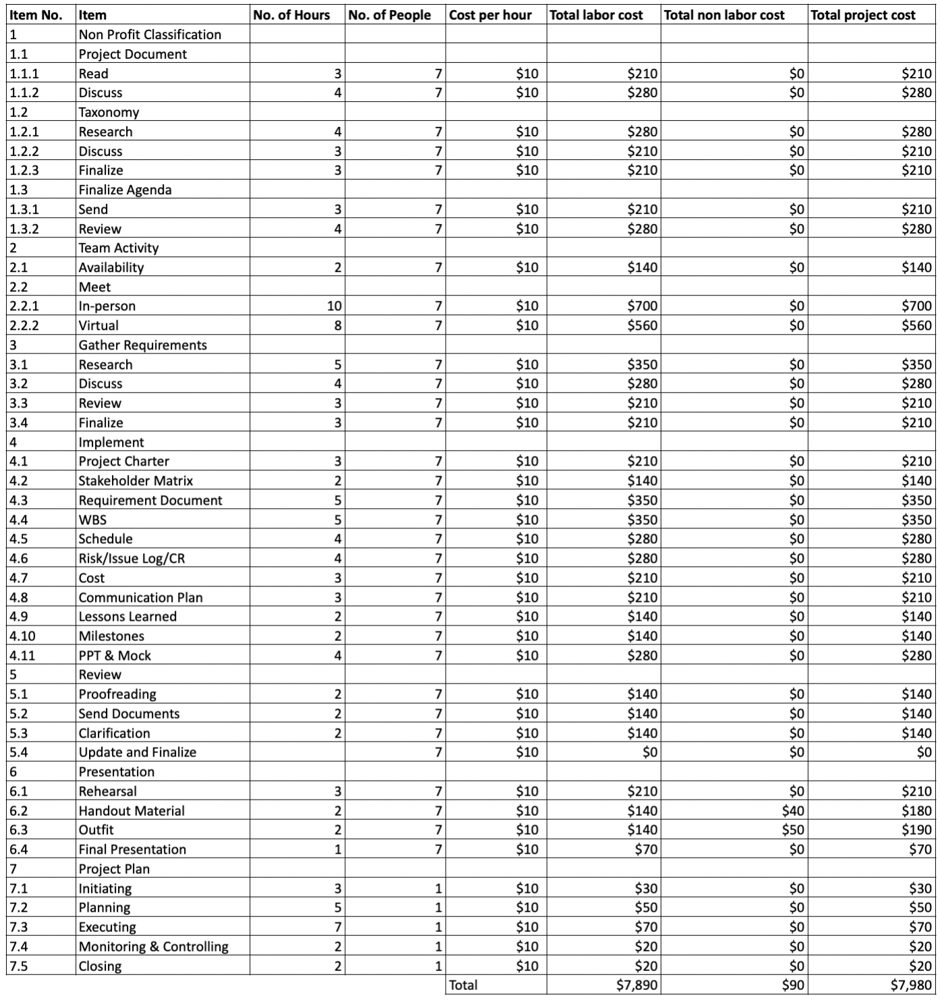 Item No. Item No. of Hours No. of People Cost per hour Total labor cost Total non labor cost Total project cost
1 Non Profit Classification
1.1 Project Document
1.1.1 Read 3 7 $10 $210 $0 $210
1.1.2 Discuss 4 7 $10 $280 $0 $280
1.2 Taxonomy
1.2.1 Research 4 7 $10 $280 $0 $280
1.2.2 Discuss 3 7 $10 $210 $0 $210
1.2.3 Finalize 3 7 $10 $210 $0 $210
1.3 Finalize Agenda
1.3.1 Send 3 7 $10 $210 $0 $210
1.3.2 Review 4 7 $10 $280 $0 $280
2 Team Activity
2.1 Availability 2 7 $10 $140 $0 $140
2.2 Meet
2.2.1 In-person 10 7 $10 $700 $0 $700
2.2.2 Virtual 8 7 $10 $560 $0 $560
3 Gather Requirements
3.1 Research 5 7 $10 $350 $0 $350
3.2 Discuss 4 7 $10 $280 $0 $280
3.3 Review 3 7 $10 $210 $0 $210
3.4 Finalize 3 7 $10 $210 $0 $210
4 Implement
4.1 Project Charter 3 7 $10 $210 $0 $210
4.2 Stakeholder Matrix 2 7 $10 $140 $0 $140
4.3 Requirement Document 5 7 $10 $350 $0 $350
4.4 WBS 5 7 $10 $350 $0 $350
4.5 Schedule 4 7 $10 $280 $0 $280
4.6 Risk/Issue Log/CR 4 7 $10 $280 $0 $280
4.7 Cost 3 7 $10 $210 $0 $210
4.8 Communication Plan 3 7 $10 $210 $0 $210
4.9 Lessons Learned 2 7 $10 $140 $0 $140
4.10 Milestones 2 7 $10 $140 $0 $140
4.11 PPT & Mock 4 7 $10 $280 $0 $280
5 Review
5.1 Proofreading 2 7 $10 $140 $0 $140
5.2 Send Documents 2 7 $10 $140 $0 $140
5.3 Clarification 2 7 $10 $140 $0 $140
5.4 Update and Finalize 7 $10 $0 $0 $0
6 Presentation
6.1 Rehearsal 3 7 $10 $210 $0 $210
6.2 Handout Material 2 7 $10 $140 $40 $180
6.3 Outfit 2 7 $10 $140 $50 $190
6.4 Final Presentation 1 7 $10 $70 $0 $70
7 Project Plan
7.1 Initiating 3 1 $10 $30 $0 $30
7.2 Planning 5 1 $10 $50 $0 $50
7.3 Executing 7 1 $10 $70 $0 $70
7.4 Monitoring & Controlling 2 1 $10 $20 $0 $20
7.5 Closing 2 1 $10 $20 $0 $20
Total $7,890 $90 $7,980